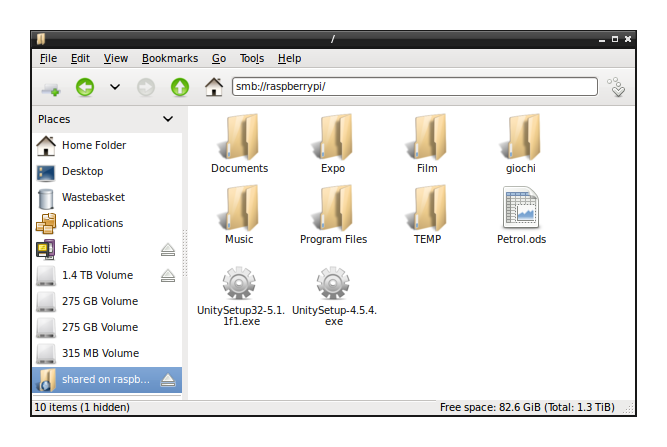 /
File Edit View Bookmarks Go Tools Help
smb://raspberrypi/
Places
Home Folder
Desktop
Wastebasket
Applications
Fabio lotti
1.4 TB Volume
275 GB Volume
275 GB Volume
315 MB Volume
shared on raspb...
Documents Expo Film giochi
Music Program Files TEMP Petrol.ods
UnitySetup32-5.1. UnitySetup-4.5.4.
1f1.exe exe
10 items (1 hidden) Free space: 82.6 GiB (Total: 1.3 TiB)